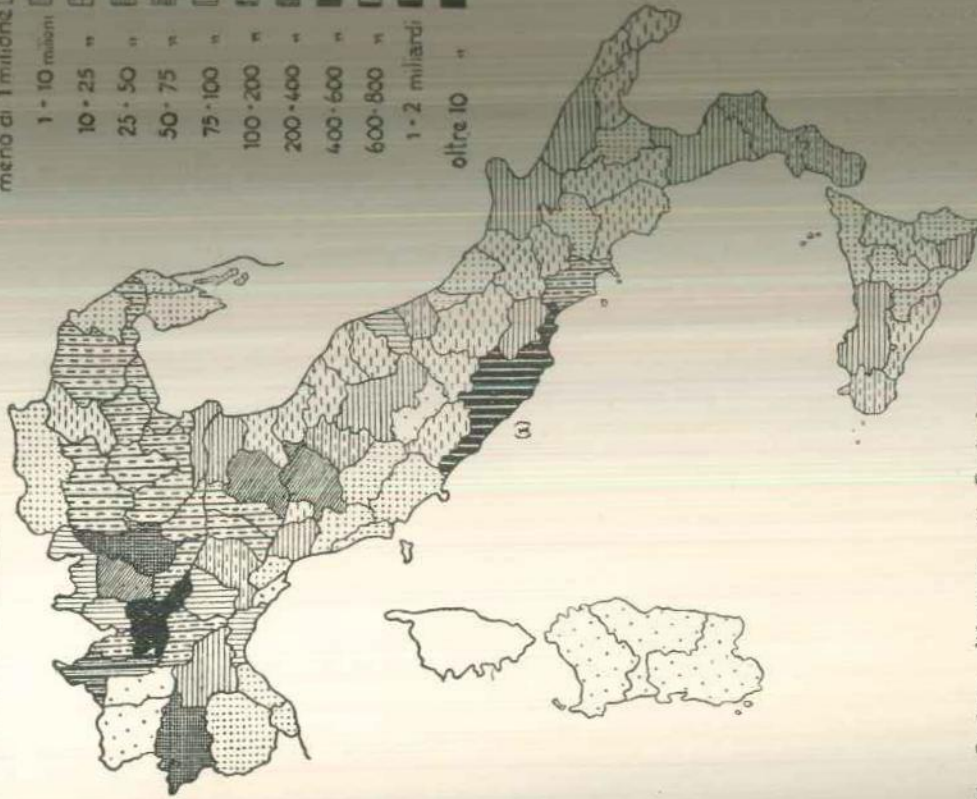 meno di 1 milione
1 - 10 milioni
10 - 25 "
25 - 50 "
50 - 75 "
75 - 100 "
100 - 200 "
200 - 400 "
400 - 600 "
600 - 800 "
1 - 2 miliardi
oltre 10 "